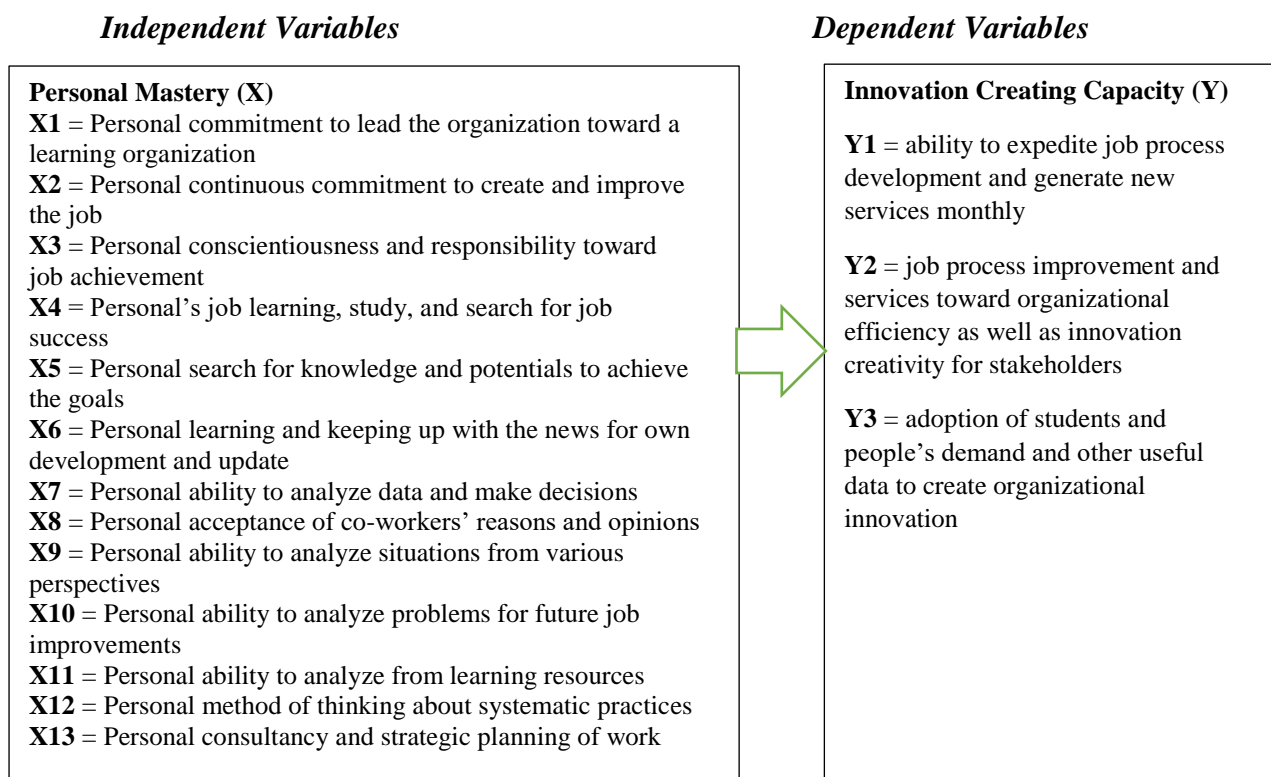 Independent Variables
Dependent Variables
Personal Mastery (X)
X1 = Personal commitment to lead the organization toward a
learning organization
X2 = Personal continuous commitment to create and improve
the job
X3 = Personal conscientiousness and responsibility toward
job achievement
X4 = Personal’s job learning, study, and search for job
success
X5 = Personal search for knowledge and potentials to achieve
the goals
X6 = Personal learning and keeping up with the news for own
development and update
X7 = Personal ability to analyze data and make decisions
X8 = Personal acceptance of co-workers’ reasons and opinions
X9 = Personal ability to analyze situations from various
perspectives
X10 = Personal ability to analyze problems for future job
improvements
X11 = Personal ability to analyze from learning resources
X12 = Personal method of thinking about systematic practices
X13 = Personal consultancy and strategic planning of work
Innovation Creating Capacity (Y)
Y1 = ability to expedite job process
development and generate new
services monthly
Y2 = job process improvement and
services toward organizational
efficiency as well as innovation
creativity for stakeholders
Y3 = adoption of students and
people’s demand and other useful
data to create organizational
innovation